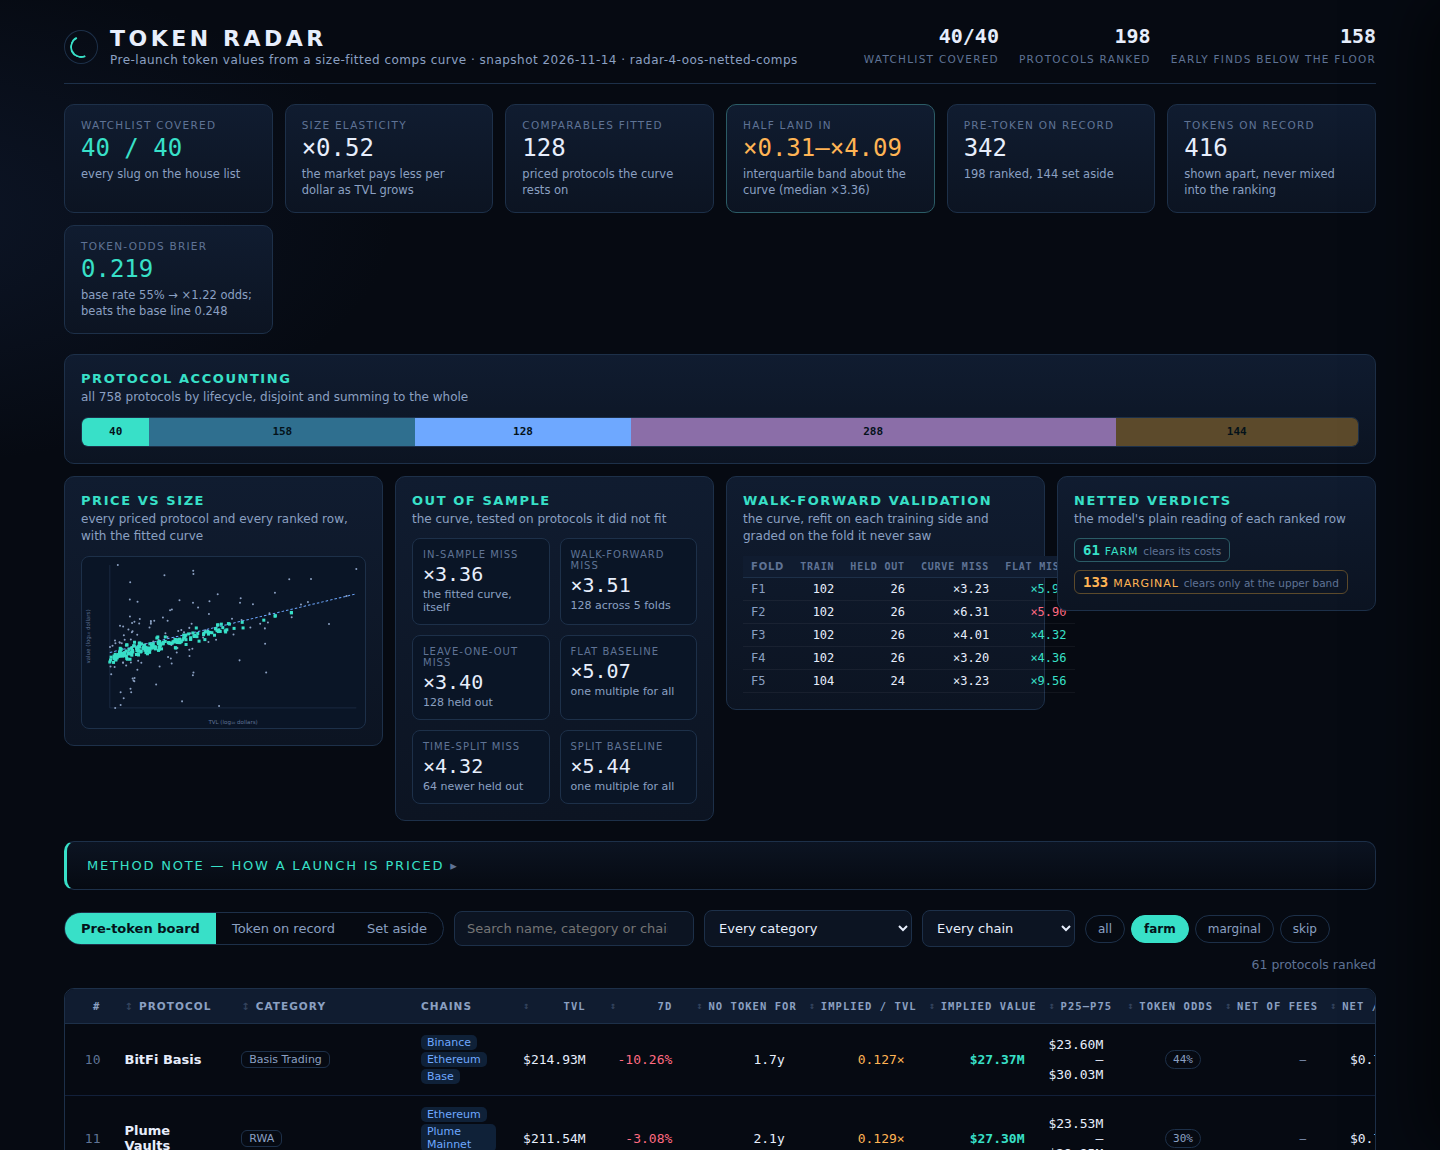 TOKEN RADAR
Pre-launch token values from a size-fitted comps curve · snapshot 2026-11-14 · radar-4-oos-netted-comps
40/40
WATCHLIST COVERED
198
PROTOCOLS RANKED
158
EARLY FINDS BELOW THE FLOOR
WATCHLIST COVERED
40 / 40
every slug on the house list
SIZE ELASTICITY
×0.52
the market pays less per
dollar as TVL grows
COMPARABLES FITTED
128
priced protocols the curve
rests on
HALF LAND IN
×0.31—×4.09
interquartile band about the
curve (median ×3.36)
PRE-TOKEN ON RECORD
342
198 ranked, 144 set aside
TOKENS ON RECORD
416
shown apart, never mixed
into the ranking
TOKEN-ODDS BRIER
0.219
base rate 55% → ×1.22 odds;
beats the base line 0.248
PROTOCOL ACCOUNTING
all 758 protocols by lifecycle, disjoint and summing to the whole
40 158 128 288 144
PRICE VS SIZE
every priced protocol and every ranked row,
with the fitted curve
TVL (log₁₀ dollars)
OUT OF SAMPLE
the curve, tested on protocols it did not fit
IN-SAMPLE MISS
×3.36
the fitted curve,
itself
WALK-FORWARD
MISS
×3.51
128 across 5 folds
LEAVE-ONE-OUT
MISS
×3.40
128 held out
FLAT BASELINE
×5.07
one multiple for all
TIME-SPLIT MISS
×4.32
64 newer held out
SPLIT BASELINE
×5.44
one multiple for all
WALK-FORWARD VALIDATION
the curve, refit on each training side and
graded on the fold it never saw
FOLD TRAIN HELD OUT CURVE MISS FLAT MIS
F1 102 26 ×3.23 ×5.9
F2 102 26 ×6.31 ×5.90
F3 102 26 ×4.01 ×4.32
F4 102 26 ×3.20 ×4.36
F5 104 24 ×3.23 ×9.56
NETTED VERDICTS
the model's plain reading of each ranked row
61 FARM clears its costs
133 MARGINAL clears only at the upper band
METHOD NOTE — HOW A LAUNCH IS PRICED ▸
Pre-token board Token on record Set aside Search name, category or chai Every category Every chain all farm marginal skip
61 protocols ranked
# ↕ PROTOCOL ↕ CATEGORY CHAINS ↕ TVL ↕ 7D ↕ NO TOKEN FOR ↕ IMPLIED / TVL ↕ IMPLIED VALUE ↕ P25—P75 ↕ TOKEN ODDS ↕ NET OF FEES ↕ NET /
10 BitFi Basis Basis Trading Binance Ethereum Base $214.93M -10.26% 1.7y 0.127× $27.37M $23.60M — $30.03M 44% — $0.
11 Plume Vaults RWA Ethereum Plume Mainnet $211.54M -3.08% 2.1y 0.129× $27.30M $23.53M — 30% — $0.